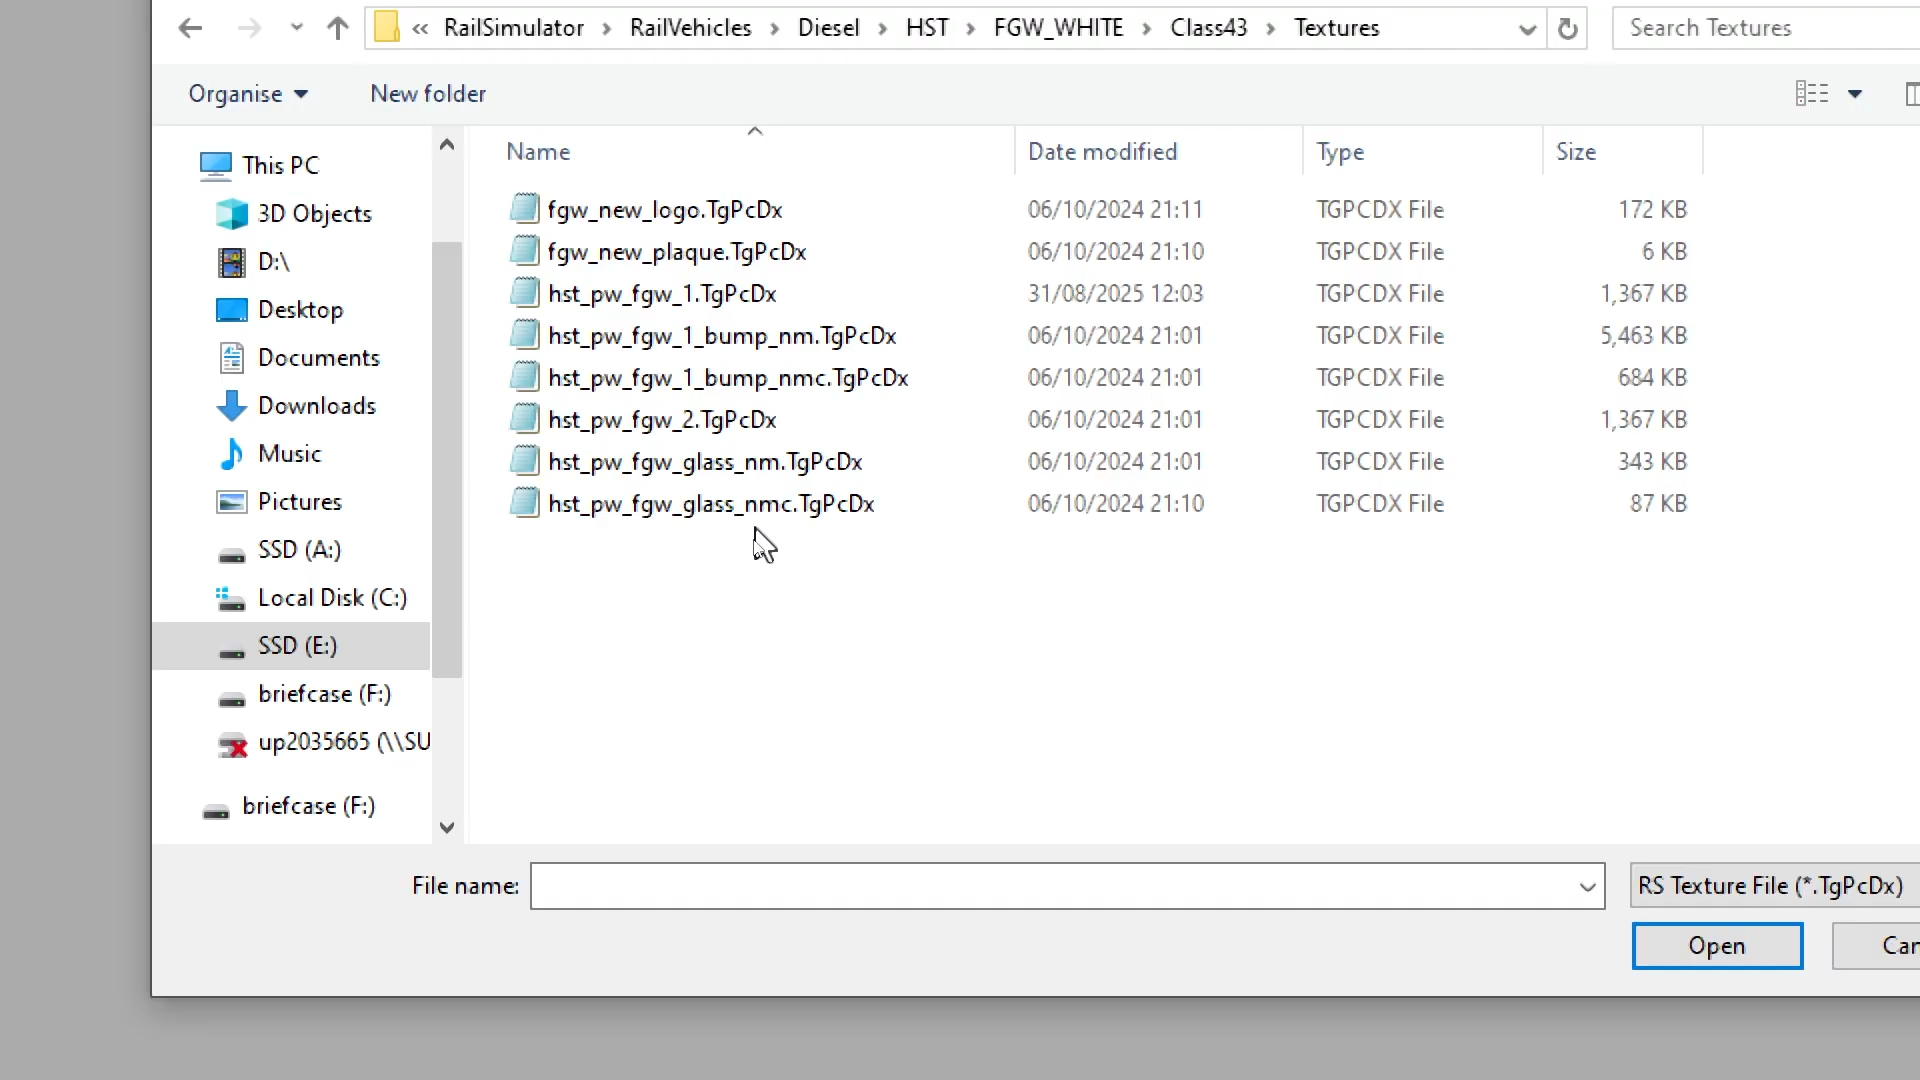 « RailSimulator › RailVehicles › Diesel › HST › FGW_WHITE › Class43 › Textures
Search Textures
Organise
New folder
Name
Date modified
Type
Size
This PC
3D Objects
D:\
Desktop
Documents
Downloads
Music
Pictures
SSD (A:)
Local Disk (C:)
SSD (E:)
briefcase (F:)
up2035665 (\\SU
briefcase (F:)
fgw_new_logo.TgPcDx 06/10/2024 21:11 TGPCDX File 172 KB
fgw_new_plaque.TgPcDx 06/10/2024 21:10 TGPCDX File 6 KB
hst_pw_fgw_1.TgPcDx 31/08/2025 12:03 TGPCDX File 1,367 KB
hst_pw_fgw_1_bump_nm.TgPcDx 06/10/2024 21:01 TGPCDX File 5,463 KB
hst_pw_fgw_1_bump_nmc.TgPcDx 06/10/2024 21:01 TGPCDX File 684 KB
hst_pw_fgw_2.TgPcDx 06/10/2024 21:01 TGPCDX File 1,367 KB
hst_pw_fgw_glass_nm.TgPcDx 06/10/2024 21:01 TGPCDX File 343 KB
hst_pw_fgw_glass_nmc.TgPcDx 06/10/2024 21:10 TGPCDX File 87 KB
File name:
RS Texture File (*.TgPcDx)
Open
Can